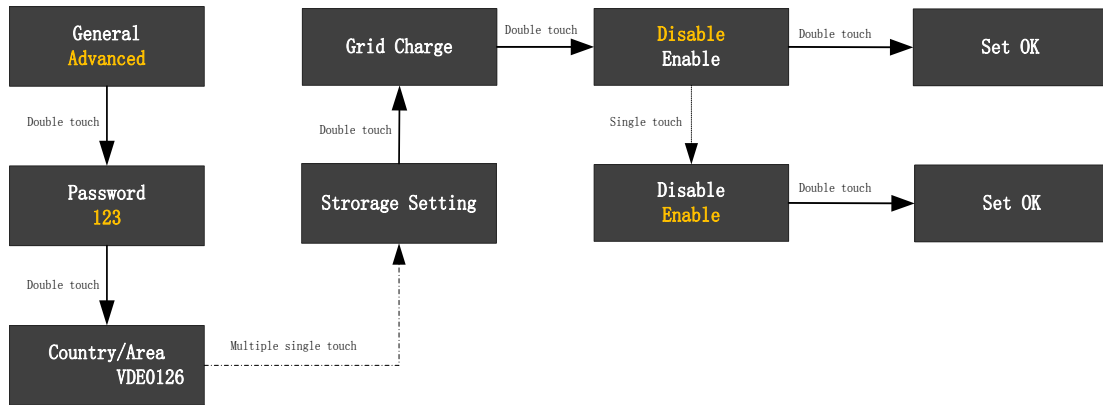 General
Advanced
Double touch
Password
123
Double touch
Country/Area
VDE0126
Multiple single touch
Strorage Setting
Double touch
Grid Charge
Double touch
Disable
Enable
Double touch
Set OK
Single touch
Disable
Enable
Double touch
Set OK